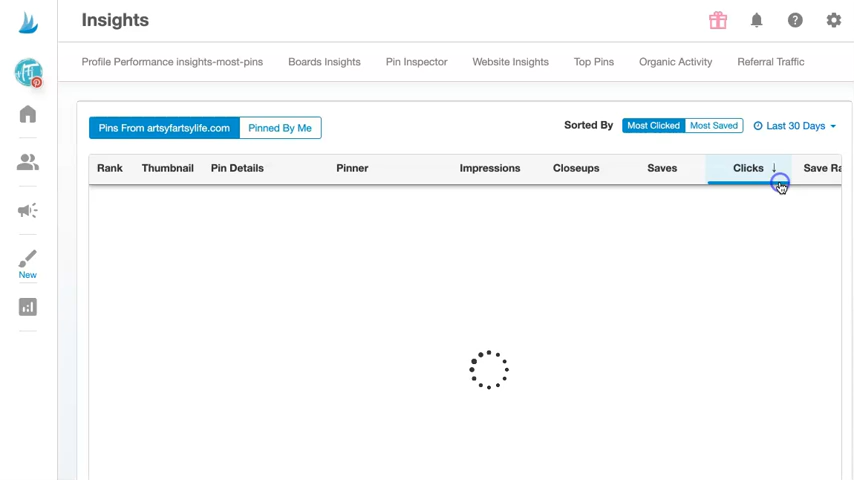 Insights
Profile Performance insights-most-pins Boards Insights Pin Inspector Website Insights Top Pins Organic Activity Referral Traffic
Pins From artsyfartsylife.com Pinned By Me Sorted By Most Clicked Most Saved Last 30 Days
Rank Thumbnail Pin Details Pinner Impressions Closeups Saves Clicks ↓ Save Ra
New